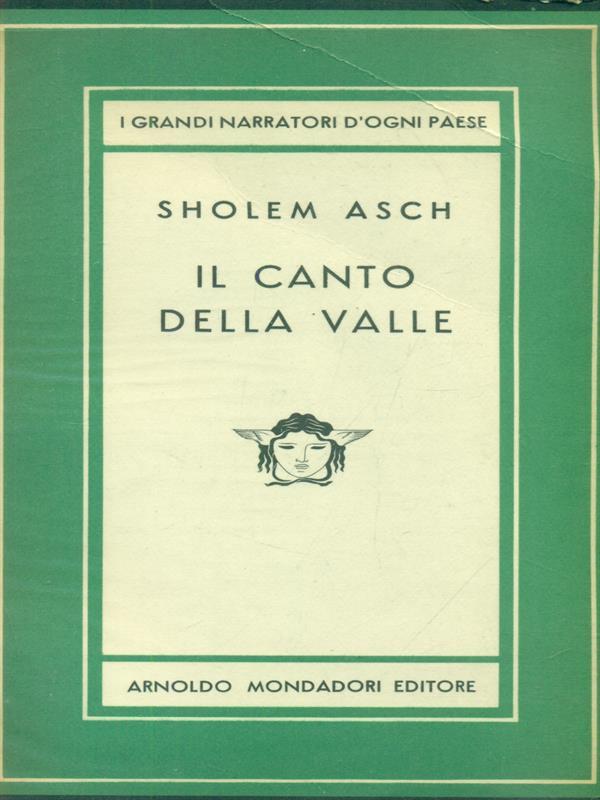 I GRANDI NARRATORI D'OGNI PAESE
SHOLEM ASCH
IL CANTO
DELLA VALLE
ARNOLDO MONDADORI EDITORE